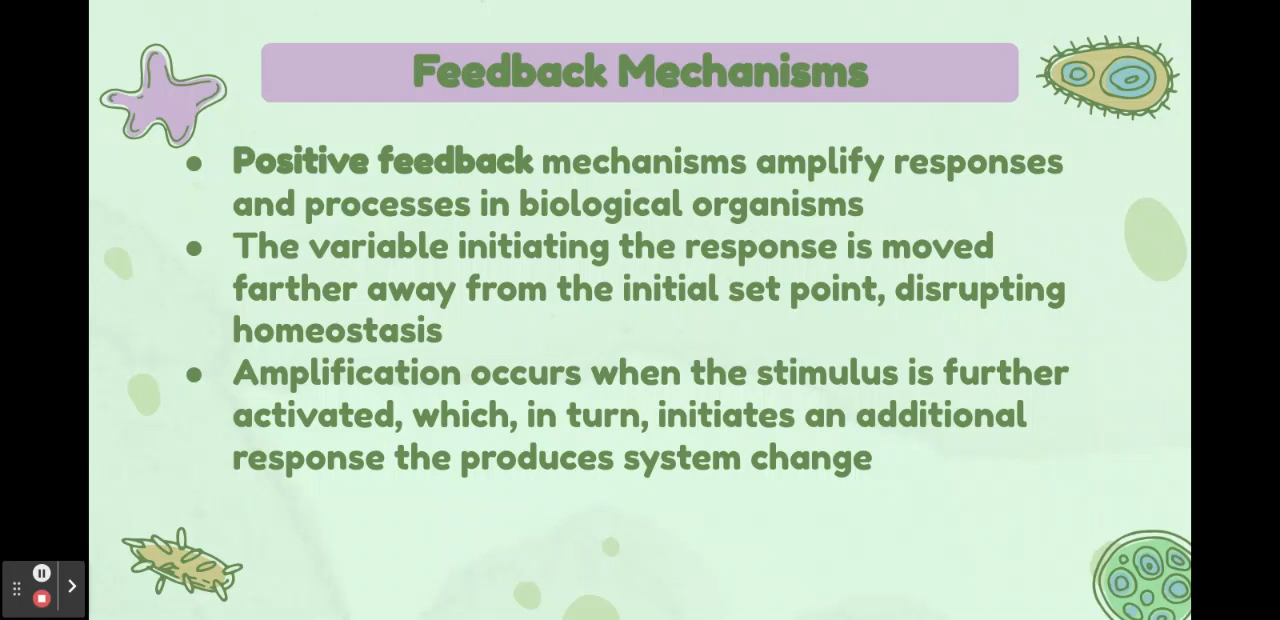 Feedback Mechanisms
● Positive feedback mechanisms amplify responses
and processes in biological organisms
● The variable initiating the response is moved
farther away from the initial set point, disrupting
homeostasis
● Amplification occurs when the stimulus is further
activated, which, in turn, initiates an additional
response the produces system change